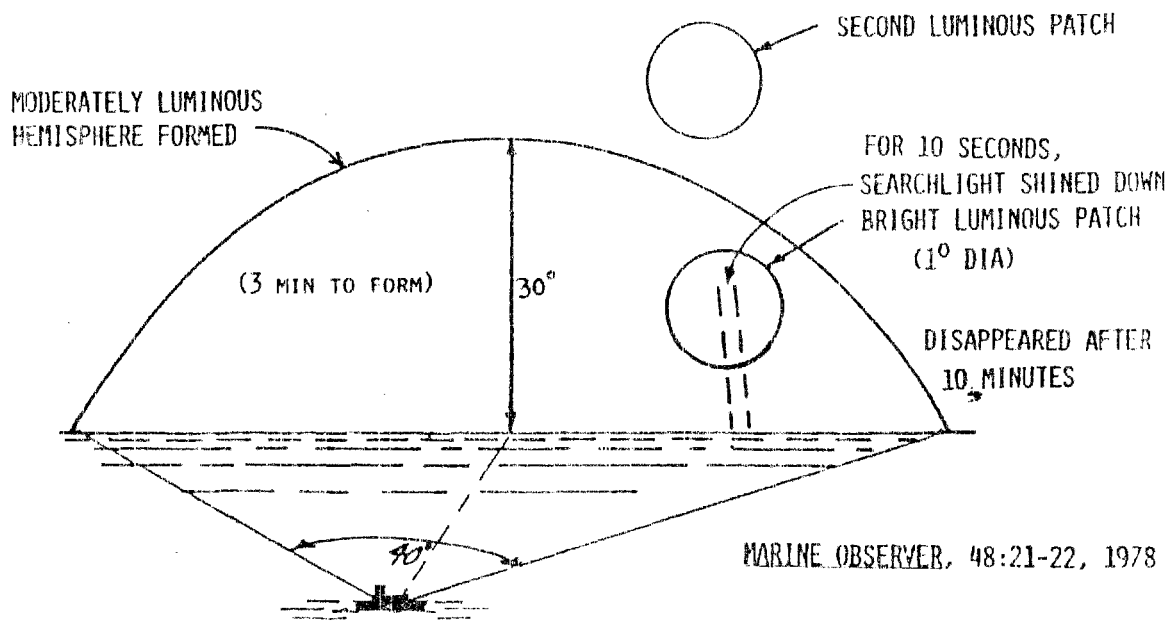 SECOND LUMINOUS PATCH
MODERATELY LUMINOUS
HEMISPHERE FORMED
FOR 10 SECONDS,
SEARCHLIGHT SHINED DOWN
BRIGHT LUMINOUS PATCH
(1° DIA)
(3 MIN TO FORM)
30°
DISAPPEARED AFTER
10 MINUTES
40°
MARINE OBSERVER, 48:21-22, 1978